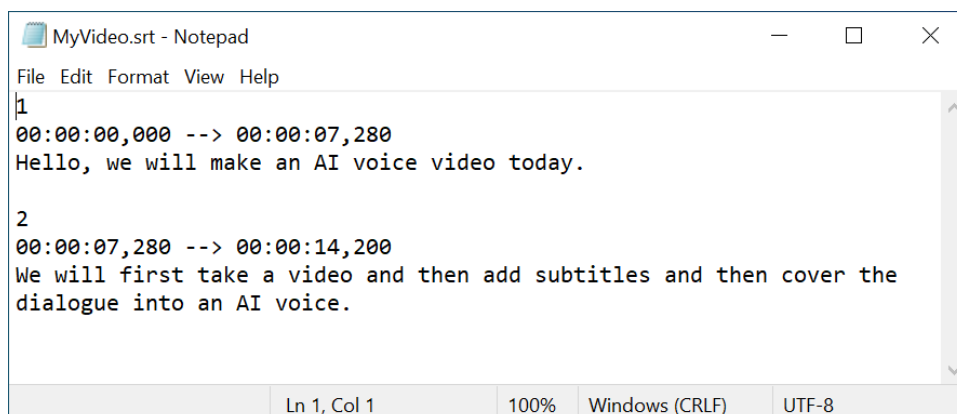 MyVideo.srt - Notepad
File Edit Format View Help
1
00:00:00,000 --> 00:00:07,280
Hello, we will make an AI voice video today.

2
00:00:07,280 --> 00:00:14,200
We will first take a video and then add subtitles and then cover the
dialogue into an AI voice.
Ln 1, Col 1 100% Windows (CRLF) UTF-8